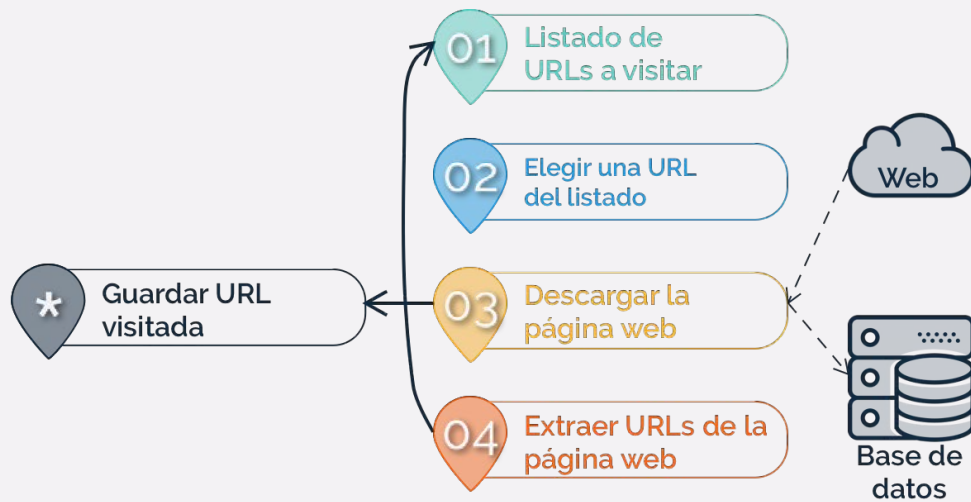 01
Listado de
URLs a visitar
02
Elegir una URL
del listado
Web
*
Guardar URL
visitada
03
Descargar la
página web
04
Extraer URLs de la
página web
Base de
datos